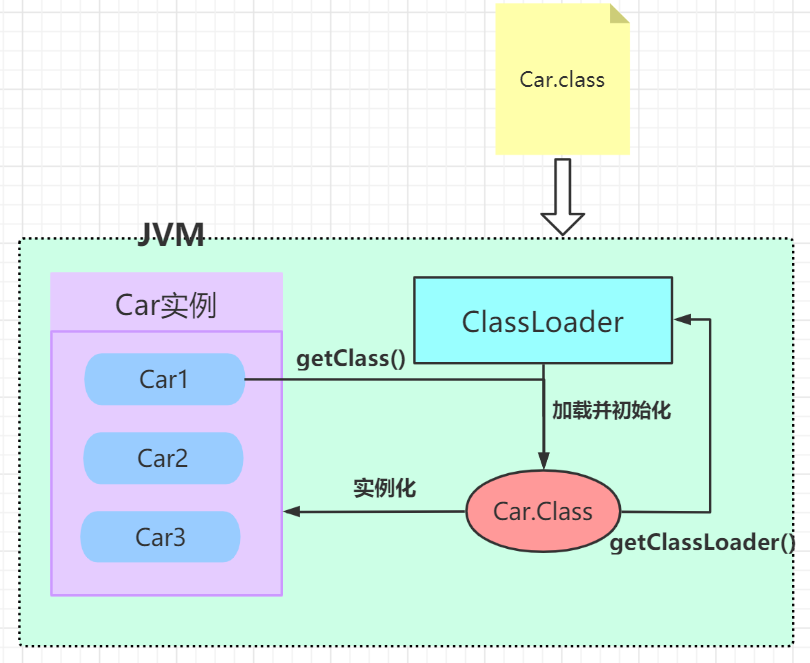 Car.class
JVM
Car实例
ClassLoader
getClass()
Car1
加载并初始化
Car2
实例化
Car.Class
Car3
getClassLoader()